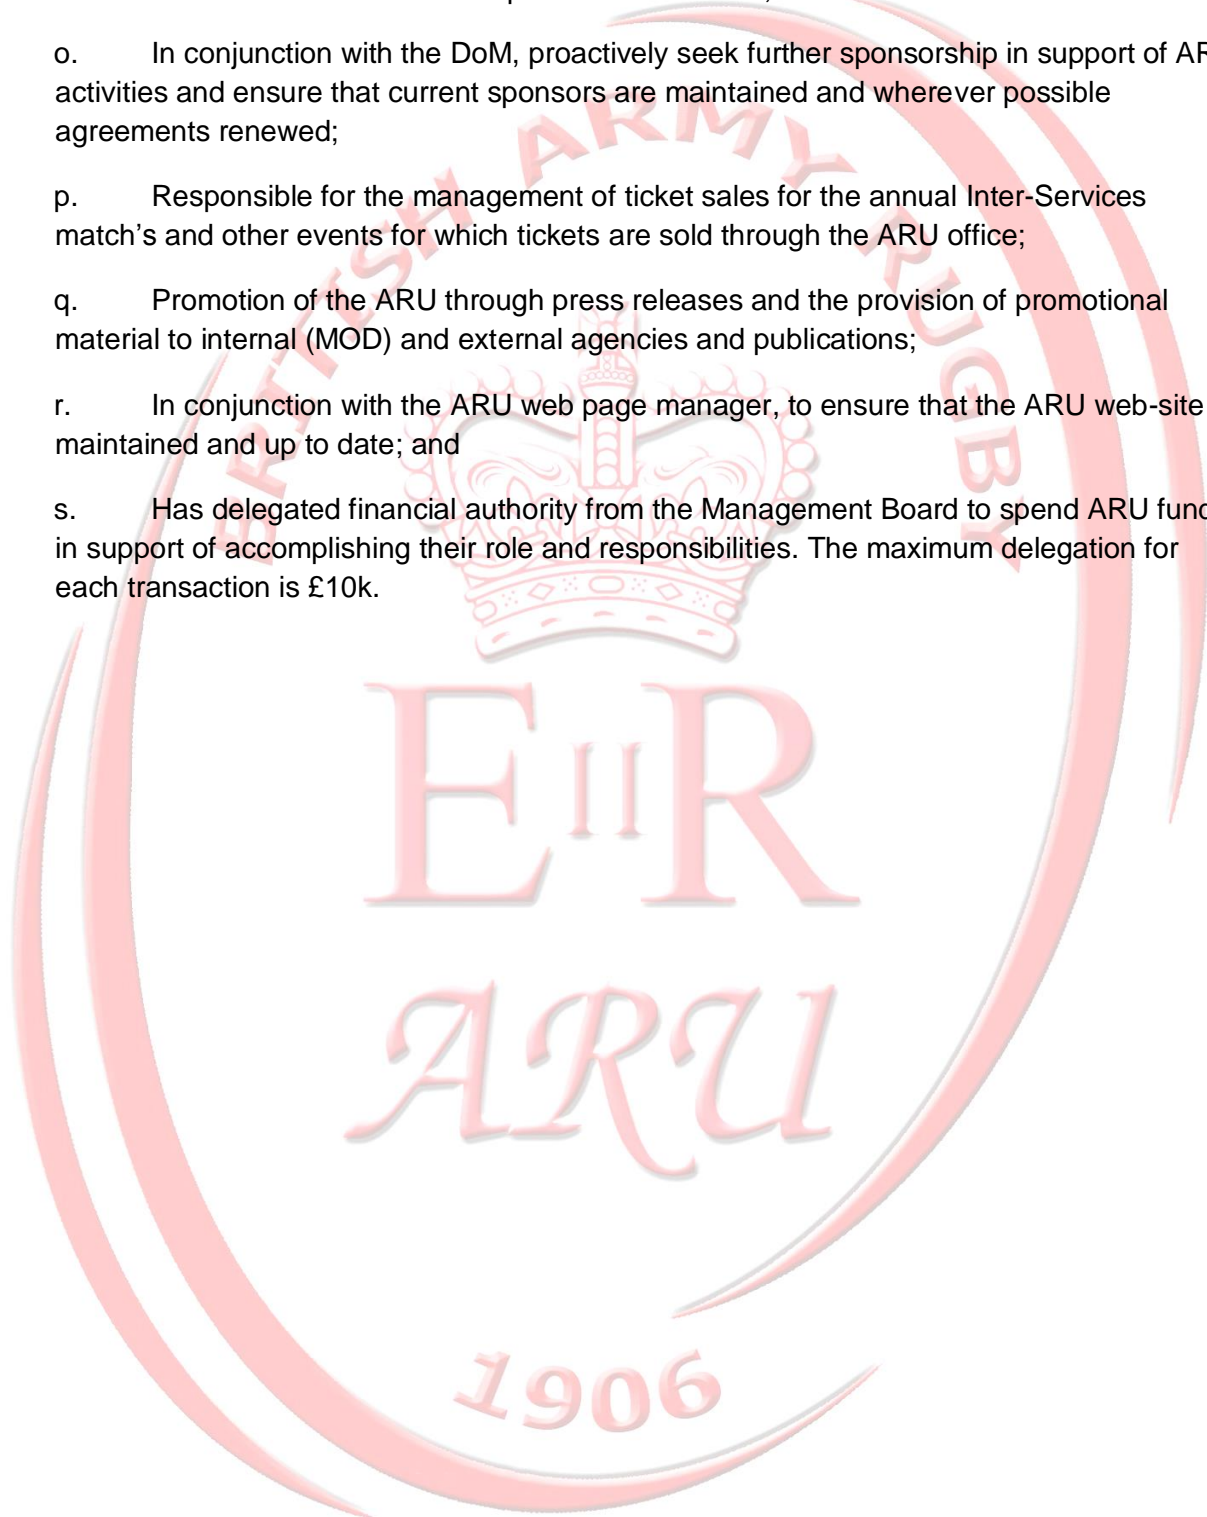 o. In conjunction with the DoM, proactively seek further sponsorship in support of
activities and ensure that current sponsors are maintained and wherever possible
agreements renewed;
p. Responsible for the management of ticket sales for the annual Inter-Services
match’s and other events for which tickets are sold through the ARU office;
q. Promotion of the ARU through press releases and the provision of promotional
material to internal (MOD) and external agencies and publications;
r. In conjunction with the ARU web page manager, to ensure that the ARU web-site
maintained and up to date; and
s. Has delegated financial authority from the Management Board to spend ARU
in support of accomplishing their role and responsibilities. The maximum delegation for
each transaction is £10k.
BRITISH ARMY RUGBY
E II R
ARU
1906